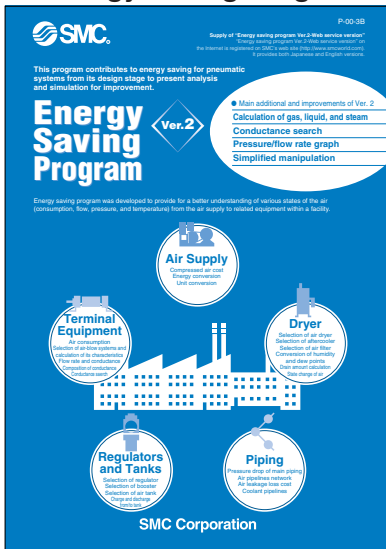 P-00-3B
SMC.
Supply of "Energy saving program Ver.2-Web service version"
"Energy saving program Ver.2-Web service version" on
the Internet is registered on SMC's web site (http://www.smcworld.com).
It provides both Japanese and English versions.
This program contributes to energy saving for pneumatic
systems from its design stage to present analysis
and simulation for improvement.
Energy
Saving
Program
Ver.2
● Main additional and improvements of Ver. 2
Calculation of gas, liquid, and steam
Conductance search
Pressure/flow rate graph
Simplified manipulation
Energy saving program was developed to provide for a better understanding of various states of the air
(consumption, flow, pressure, and temperature) from the air supply to related equipment within a facility.
Air Supply
Compressed air cost
Energy conversion
Unit conversion
Terminal
Equipment
Air consumption
Selection of air-blow systems and
calculation of its characteristics
Flow rate and conductance
Composition of conductance
Conductance search
Dryer
Selection of air dryer
Selection of aftercooler
Selection of air filter
Conversion of humidity
and dew points
Drain amount calculation
State change of air
Regulators
and Tanks
Selection of regulator
Selection of booster
Selection of air tank
Charge and discharge
from/to tank
Piping
Pressure drop of main piping
Air pipelines network
Air leakage loss cost
Coolant pipelines
SMC Corporation